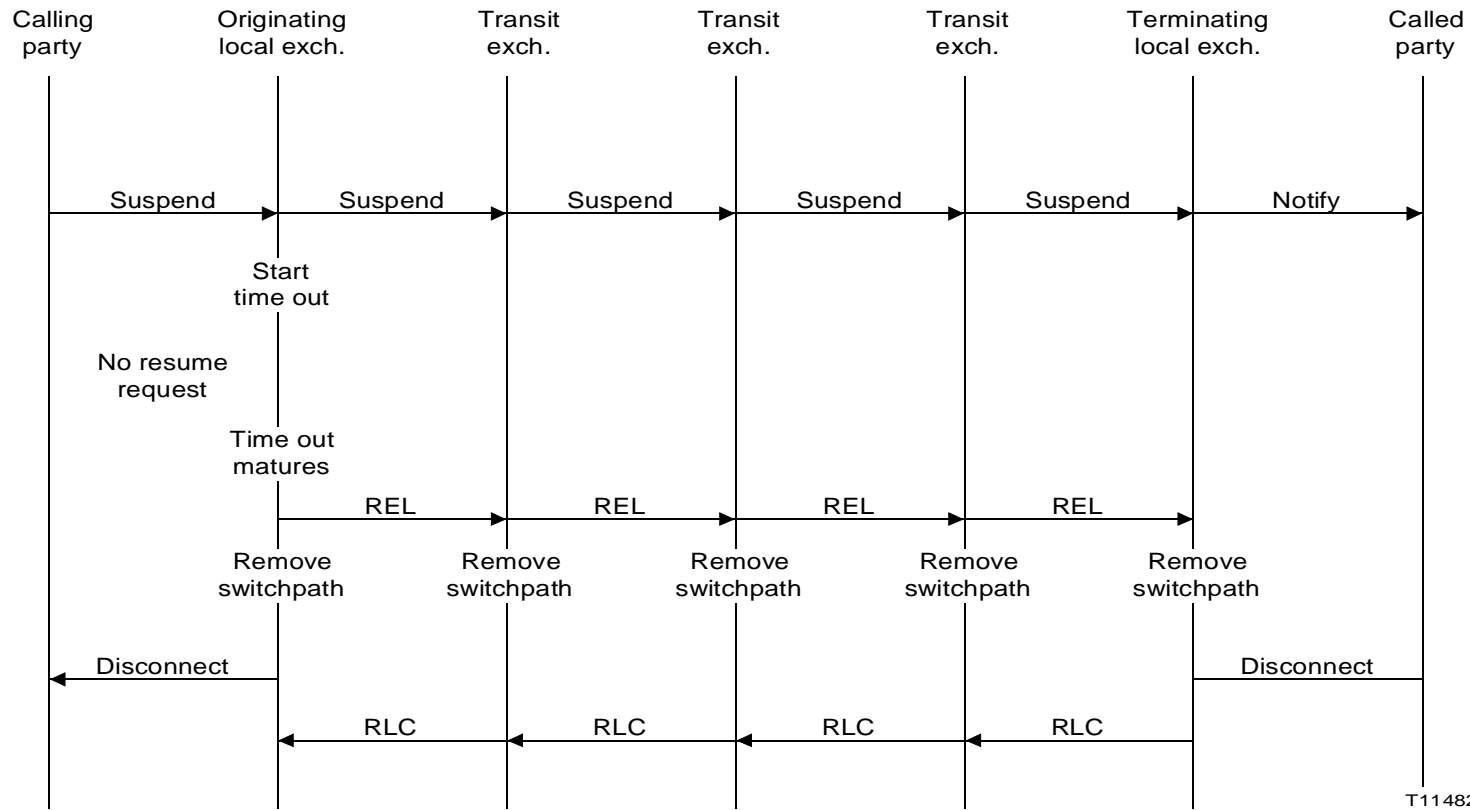 Calling party
Originating local exch.
Transit exch.
Transit exch.
Transit exch.
Terminating local exch.
Called party
Suspend
Suspend
Suspend
Suspend
Suspend
Notify
Start
time out
No resume
request
Time out
matures
REL
REL
REL
REL
Remove switchpath
Remove switchpath
Remove switchpath
Remove switchpath
Remove switchpath
Disconnect
Disconnect
RLC
RLC
RLC
RLC